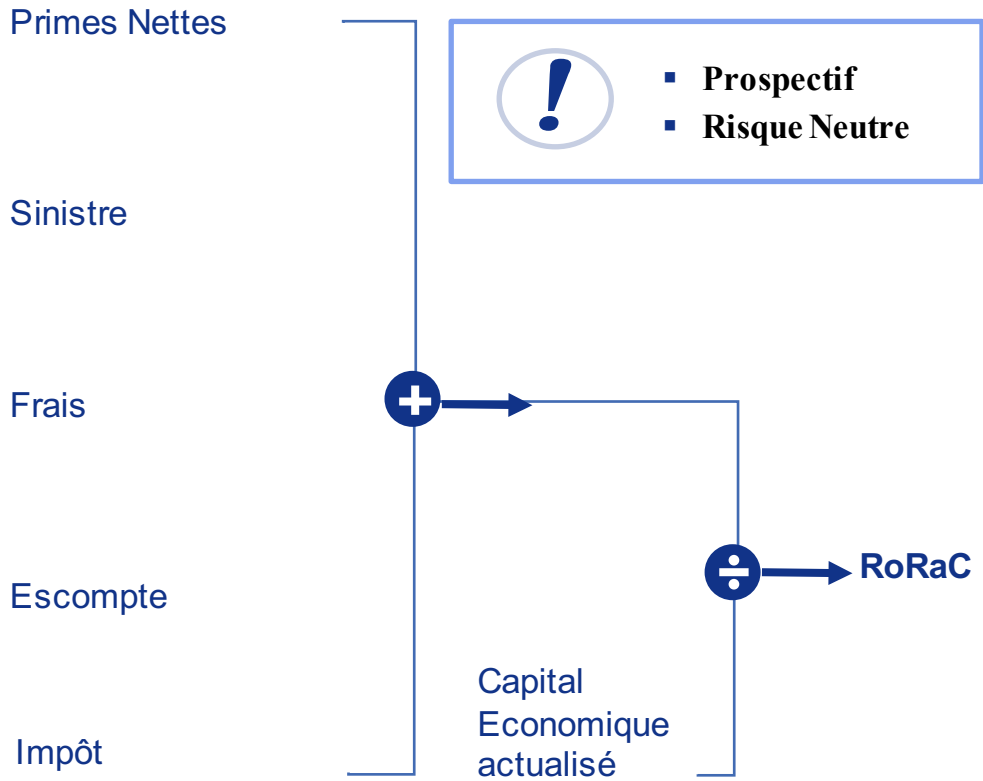 Primes Nettes
Prospectif
Risque Neutre
Sinistre
Frais
Escompte
RoRaC
Capital
Economique
actualisé
Impôt